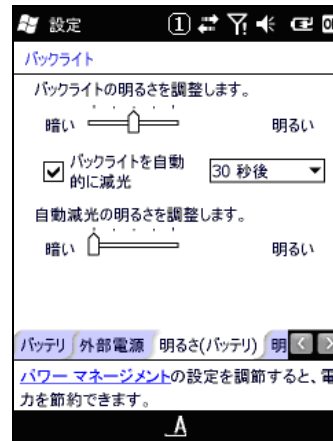 設定
バックライト
バックライトの明るさを調整します。
暗い 明るい
バックライトを自動的に減光 30 秒後
自動減光の明るさを調整します。
暗い 明るい
バッテリ 外部電源 明るさ(バッテリ) 明
パワー マネージメントの設定を調節すると、電
力を節約できます。
A